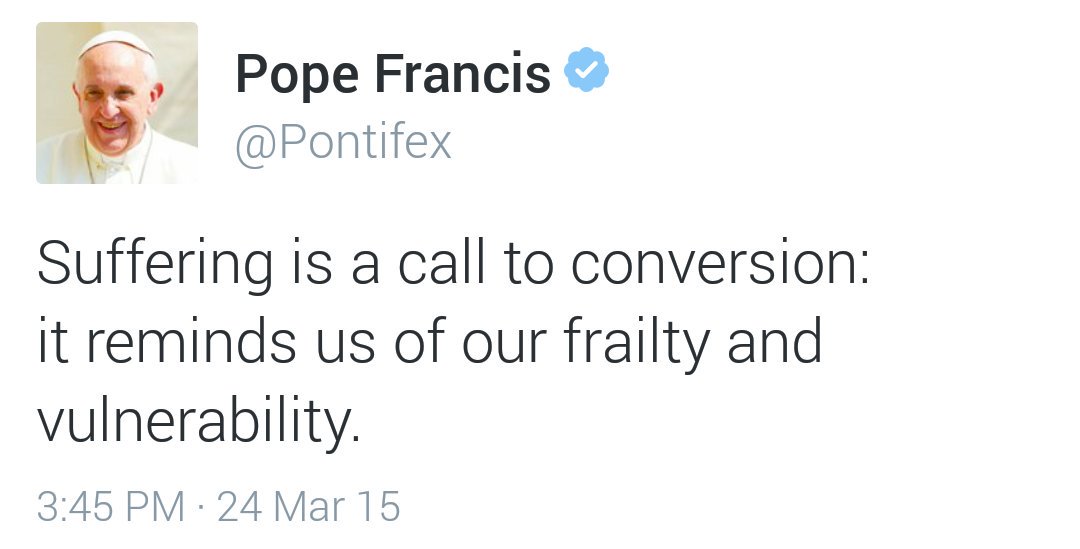 Pope Francis
@Pontifex
Suffering is a call to conversion:
it reminds us of our frailty and
vulnerability.
3:45 PM · 24 Mar 15